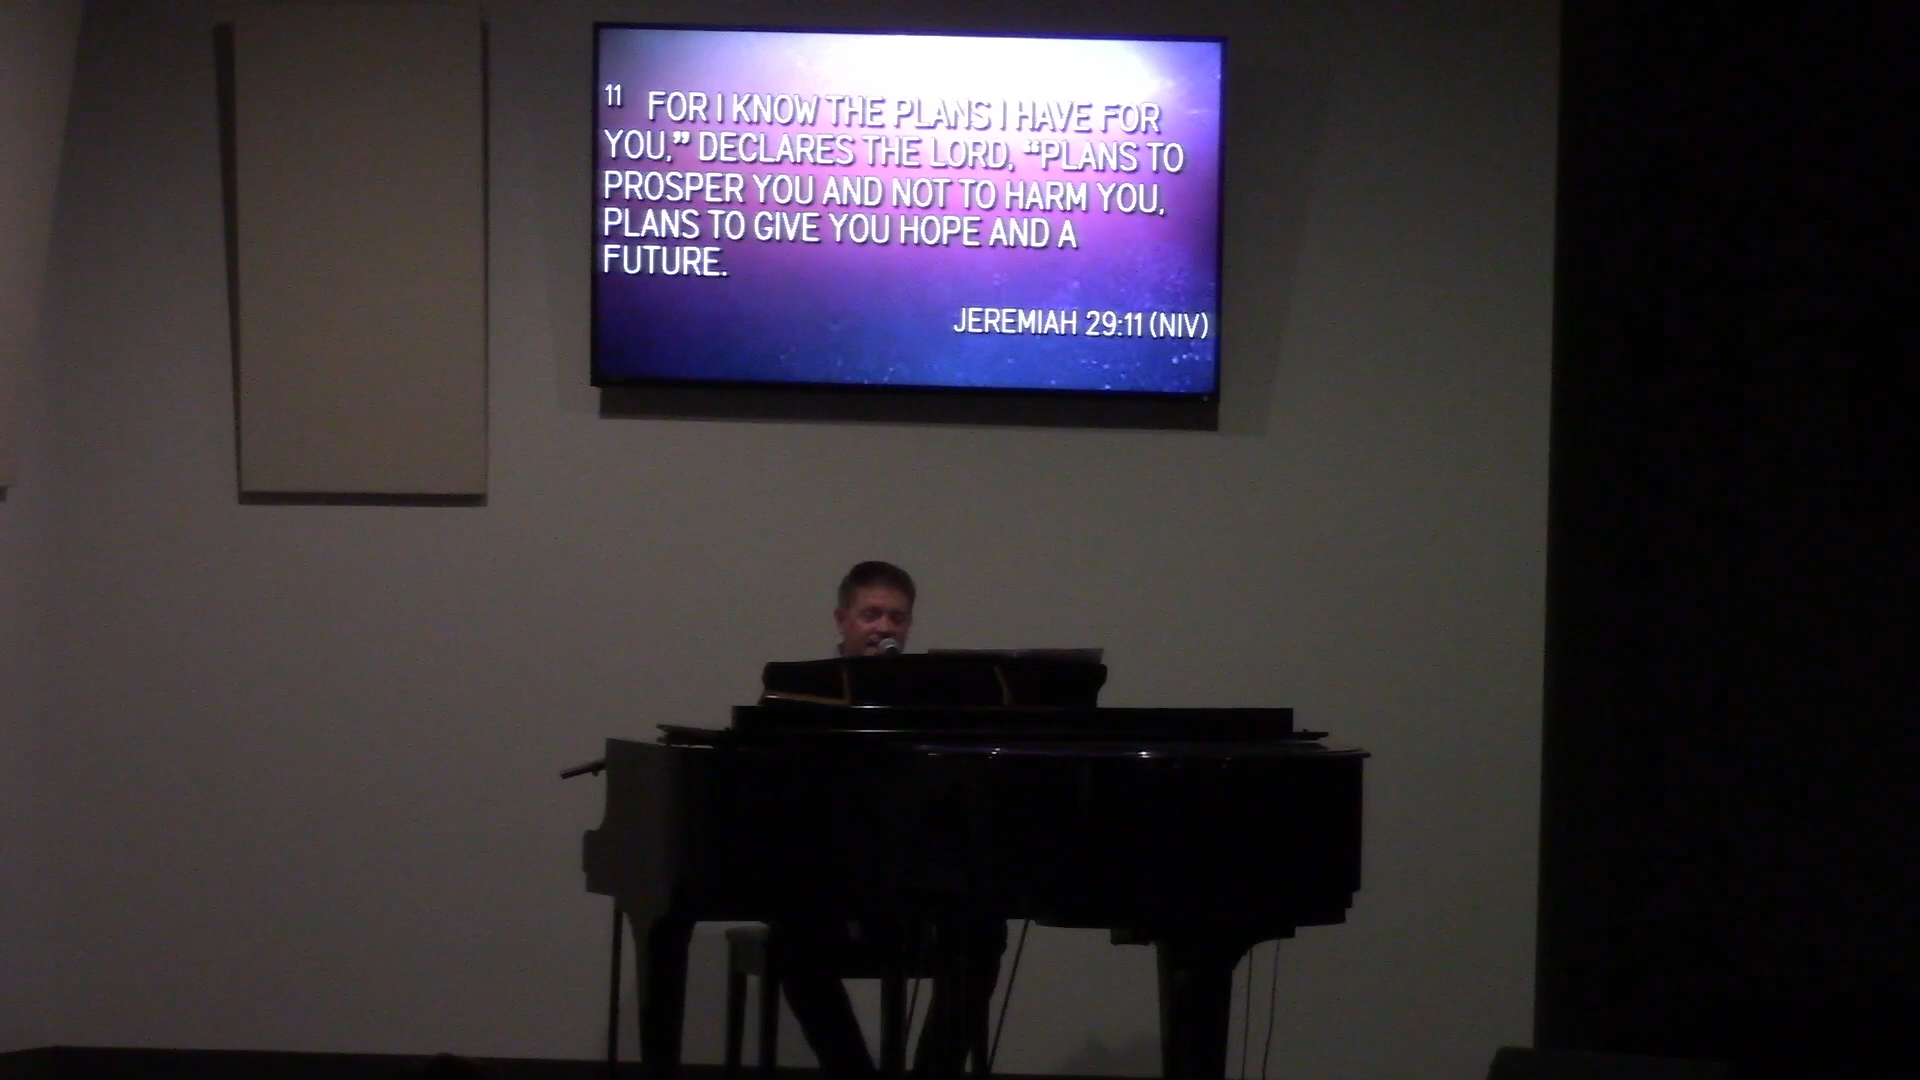 11 FOR I KNOW THE PLANS I HAVE FOR
YOU,” DECLARES THE LORD, “PLANS TO
PROSPER YOU AND NOT TO HARM YOU,
PLANS TO GIVE YOU HOPE AND A
FUTURE.
JEREMIAH 29:11 (NIV)